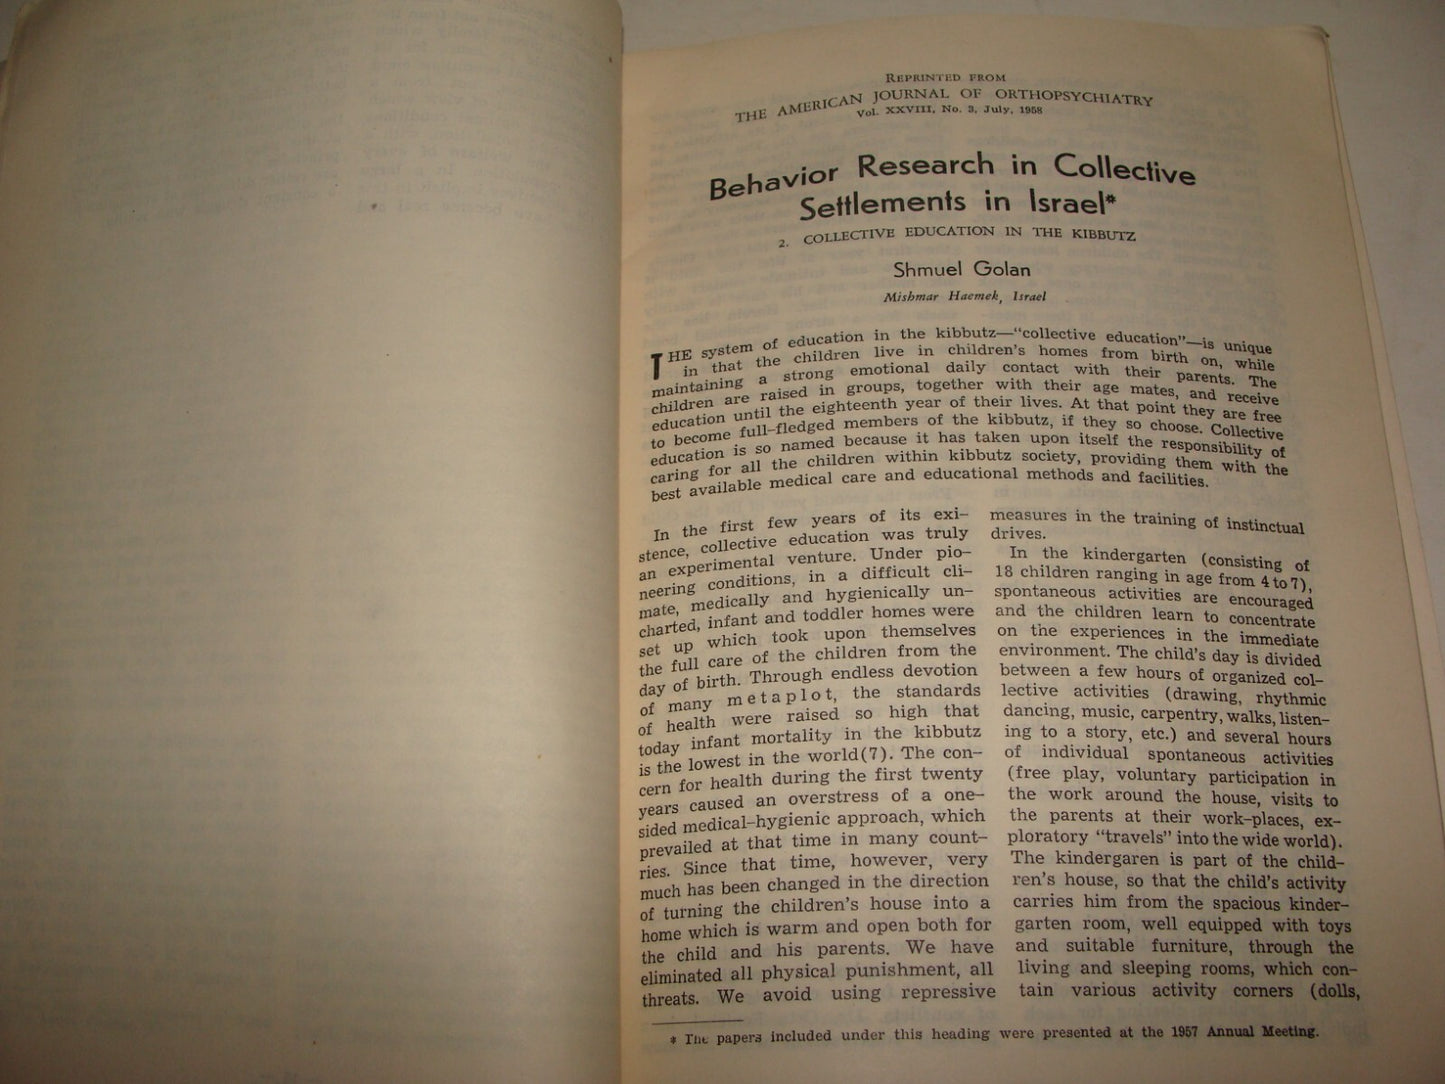 REPRINTED FROM
THE AMERICAN JOURNAL OF ORTHOPSYCHIATRY
Vol. XXVIII, No. 3, July, 1958
Behavior Research in Collective
Settlements in Israel*
2. COLLECTIVE EDUCATION IN THE KIBBUTZ
Shmuel Golan
Mishmar Haemek, Israel
THE system of education in the kibbutz—“collective education”—is unique
in that the children live in children's homes from birth on, while
maintaining a strong emotional daily contact with their parents. The
children are raised in groups, together with their age mates, and receive
education until the eighteenth year of their lives. At that point they are free
to become full-fledged members of the kibbutz, if they so choose. Collective
education is so named because it has taken upon itself the responsibility of
caring for all the children within kibbutz society, providing them with the
best available medical care and educational methods and facilities.
In the first few years of its exi-
stence, collective education was truly
an experimental venture. Under pio-
neering conditions, in a difficult cli-
mate, medically and hygienically un-
charted, infant and toddler homes were
set up which took upon themselves
the full care of the children from the
day of birth. Through endless devotion
of many metaplot, the standards
of health were raised so high that
today infant mortality in the kibbutz
is the lowest in the world(7). The con-
cern for health during the first twenty
years caused an overstress of a one-
sided medical-hygienic approach, which
prevailed at that time in many count-
ries. Since that time, however, very
much has been changed in the direction
of turning the children's house into a
home which is warm and open both for
the child and his parents. We have
eliminated all physical punishment, all
threats. We avoid using repressive
measures in the training of instinctual
drives.
In the kindergarten (consisting of
18 children ranging in age from 4 to 7),
spontaneous activities are encouraged
and the children learn to concentrate
on the experiences in the immediate
environment. The child's day is divided
between a few hours of organized col-
lective activities (drawing, rhythmic
dancing, music, carpentry, walks, listen-
ing to a story, etc.) and several hours
of individual spontaneous activities
(free play, voluntary participation in
the work around the house, visits to
the parents at their work-places, ex-
ploratory “travels” into the wide world).
The kindergaren is part of the child-
ren's house, so that the child's activity
carries him from the spacious kinder-
garten room, well equipped with toys
and suitable furniture, through the
living and sleeping rooms, which con-
tain various activity corners (dolls,
* The papers included under this heading were presented at the 1957 Annual Meeting.